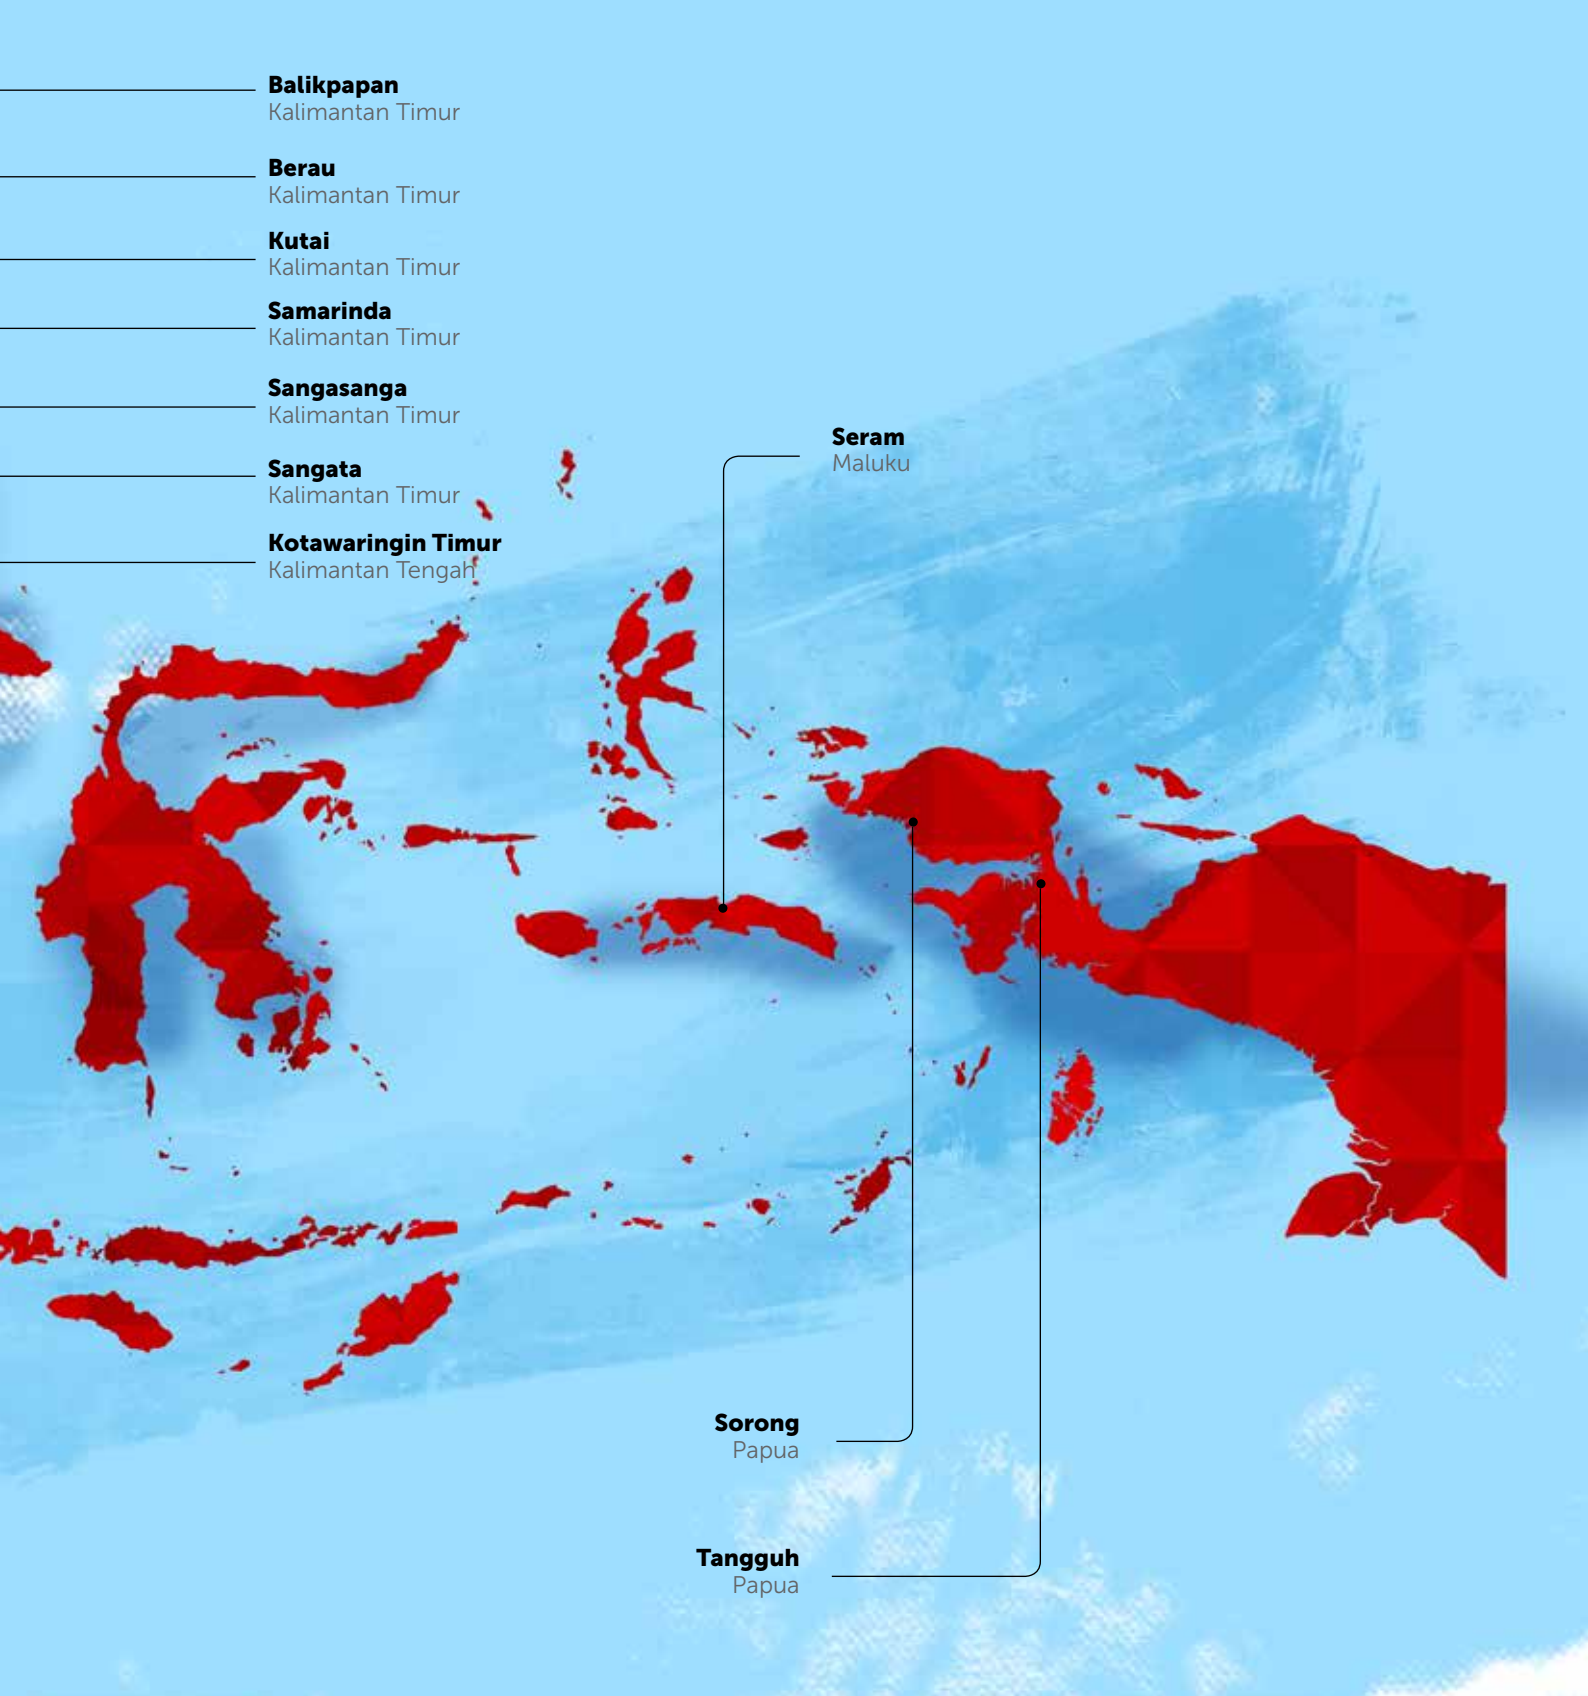 Balikpapan
Kalimantan Timur
Berau
Kalimantan Timur
Kutai
Kalimantan Timur
Samarinda
Kalimantan Timur
Sangasanga
Kalimantan Timur
Sangata
Kalimantan Timur
Kotawaringin Timur
Kalimantan Tengah
Seram
Maluku
Sorong
Papua
Tangguh
Papua